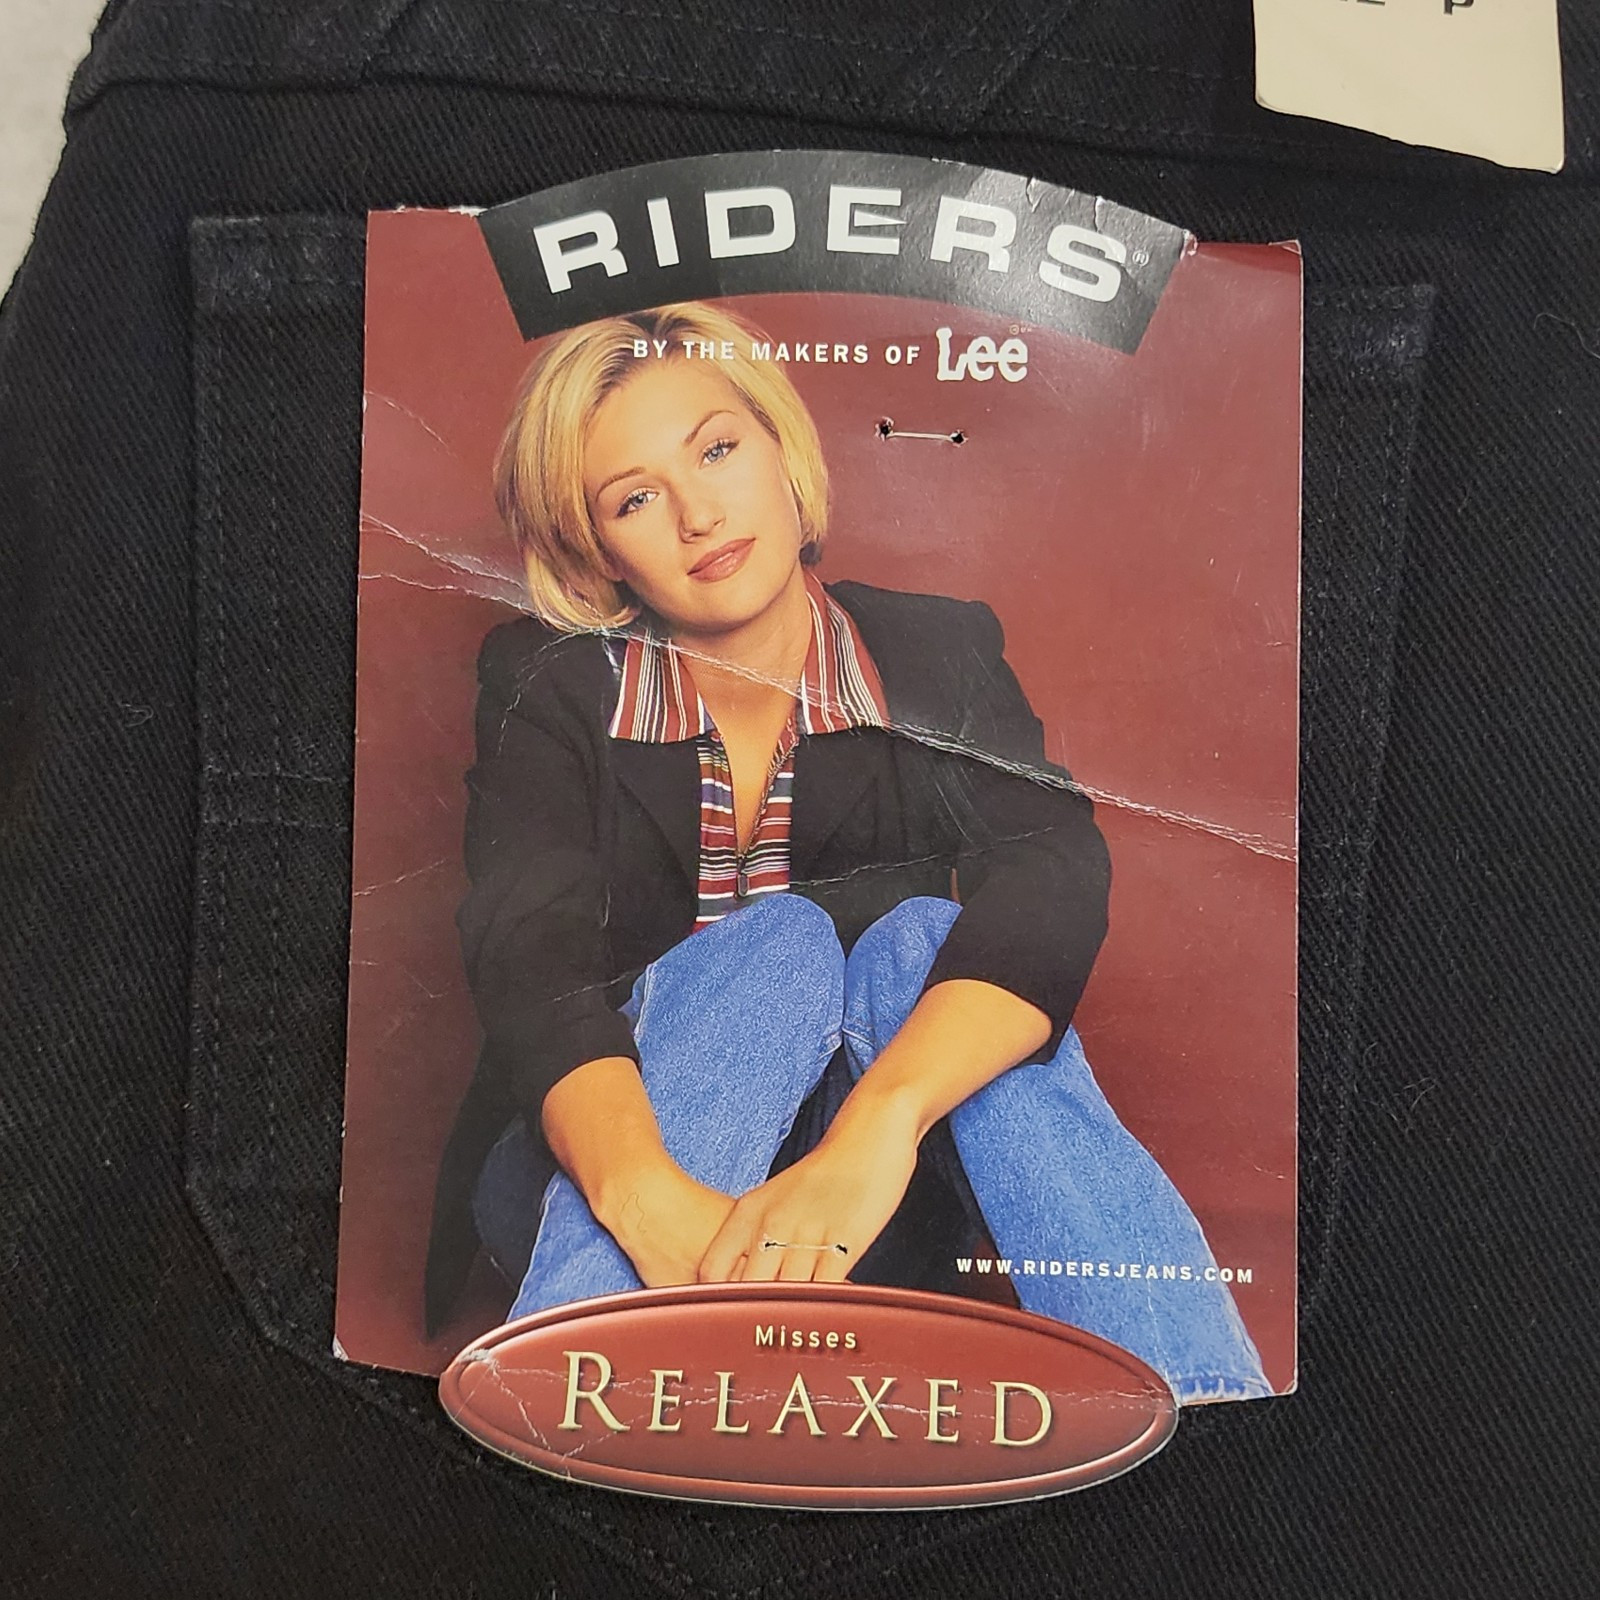 P
RIDERS®
BY THE MAKERS OF Lee
WWW.RIDERSJEANS.COM
Misses
RELAXED